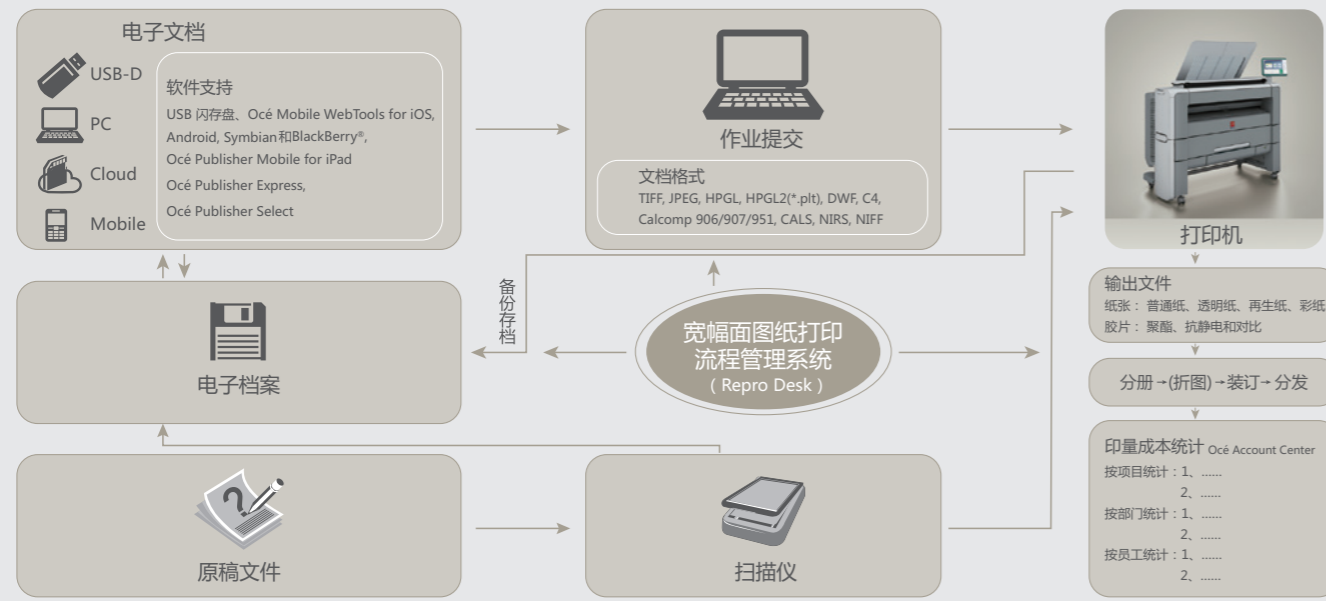 电子文档
USB-D
PC
Cloud
Mobile
软件支持
USB 闪存盘、Océ Mobile WebTools for iOS,
Android, Symbian和BlackBerry®,
Océ Publisher Mobile for iPad
Océ Publisher Express,
Océ Publisher Select
作业提交
文档格式
TIFF, JPEG, HPGL, HPGL2(*.plt), DWF, C4,
Calcomp 906/907/951, CALS, NIRS, NIFF
打印机
电子档案
备份存档
宽幅面图纸打印
流程管理系统
( Repro Desk )
输出文件
纸张： 普通纸、透明纸、再生纸、彩纸
胶片： 聚酯、抗静电和对比
分册→(折图)→装订→分发
印量成本统计 Océ Account Center
按项目统计：1、......
2、......
按部门统计：1、......
2、......
按员工统计：1、......
2、......
原稿文件
扫描仪